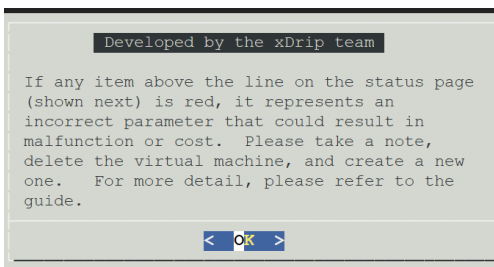 Developed by the xDrip team
If any item above the line on the status page
(shown next) is red, it represents an
incorrect parameter that could result in
malfunction or cost.  Please take a note,
delete the virtual machine, and create a new
one.   For more detail, please refer to the
guide.
<  OK  >